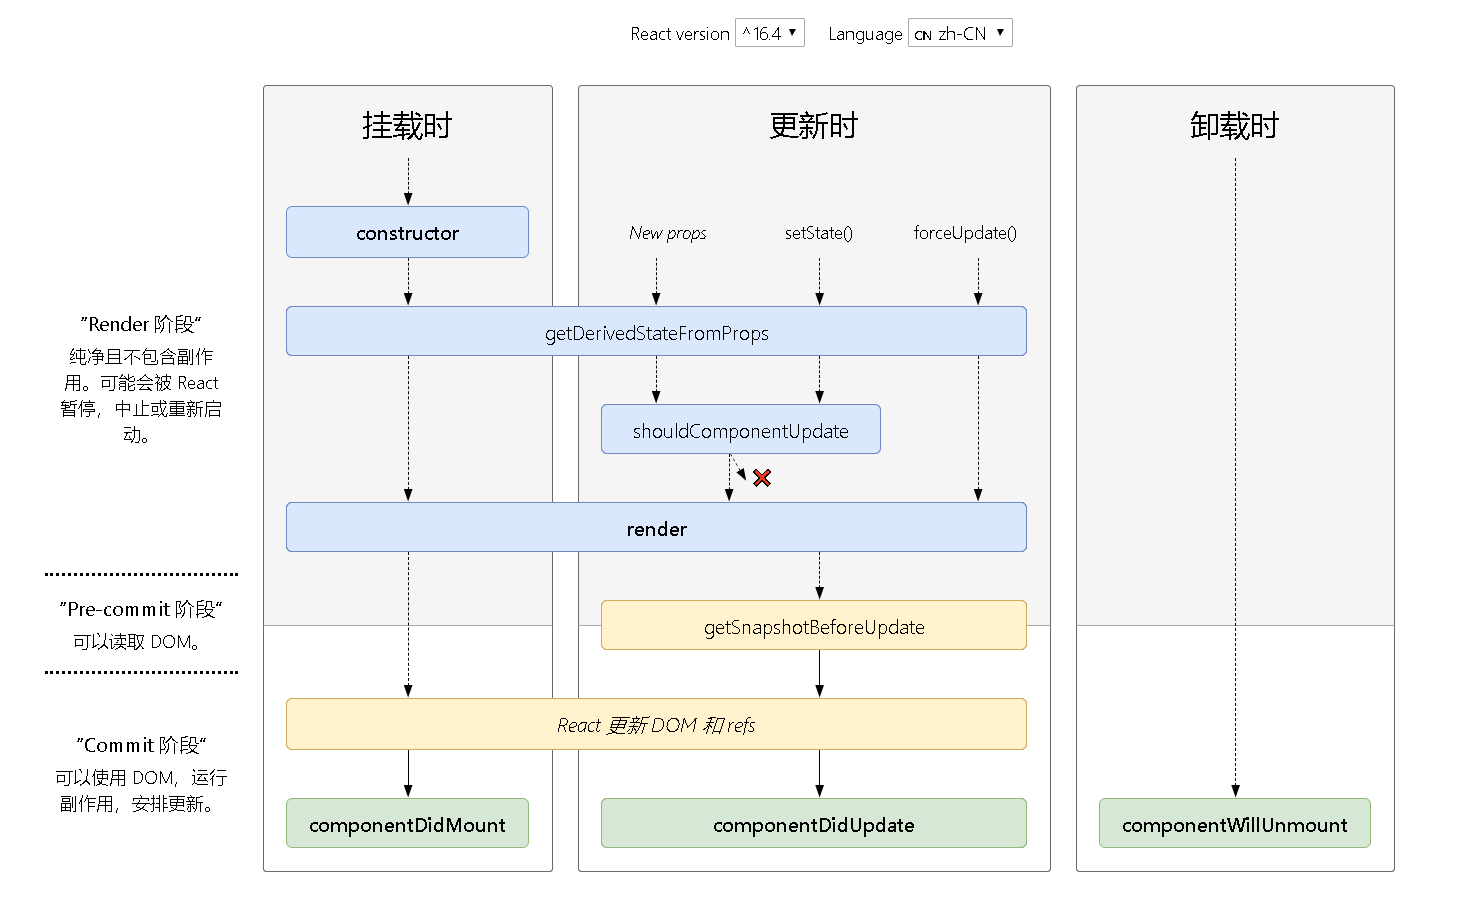 React version ^16.4 ▼ Language CN zh-CN ▼
挂载时
更新时
卸载时
constructor
New props
setState()
forceUpdate()
”Render 阶段“
纯净且不包含副作
用。可能会被 React
暂停，中止或重新启
动。
getDerivedStateFromProps
shouldComponentUpdate
render
”Pre-commit 阶段“
可以读取 DOM。
getSnapshotBeforeUpdate
React 更新 DOM 和 refs
”Commit 阶段“
可以使用 DOM，运行
副作用，安排更新。
componentDidMount
componentDidUpdate
componentWillUnmount